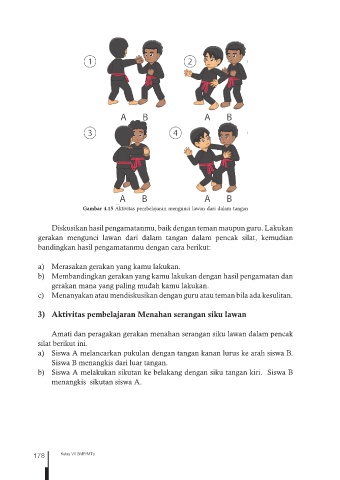 1 2
A B A B
3 4
A B A B
Gambar 4.15 Aktivitas pembelajaran mengunci lawan dari dalam tangan
Diskusikan hasil pengamatanmu, baik dengan teman maupun guru. Lakukan
gerakan mengunci lawan dari dalam tangan dalam pencak silat, kemudian
bandingkan hasil pengamatanmu dengan cara berikut:
a) Merasakan gerakan yang kamu lakukan.
b) Membandingkan gerakan yang kamu lakukan dengan hasil pengamatan dan
gerakan mana yang paling mudah kamu lakukan.
c) Menanyakan atau mendiskusikan dengan guru atau teman bila ada kesulitan.
3) Aktivitas pembelajaran Menahan serangan siku lawan
Amati dan peragakan gerakan menahan serangan siku lawan dalam pencak
silat berikut ini.
a) Siswa A melancarkan pukulan dengan tangan kanan lurus ke arah siswa B.
Siswa B menangkis dari luar tangan.
b) Siswa A melakukan sikutan ke belakang dengan siku tangan kiri. Siswa B
menangkis sikutan siswa A.
178 Kelas VII SMP/MTs